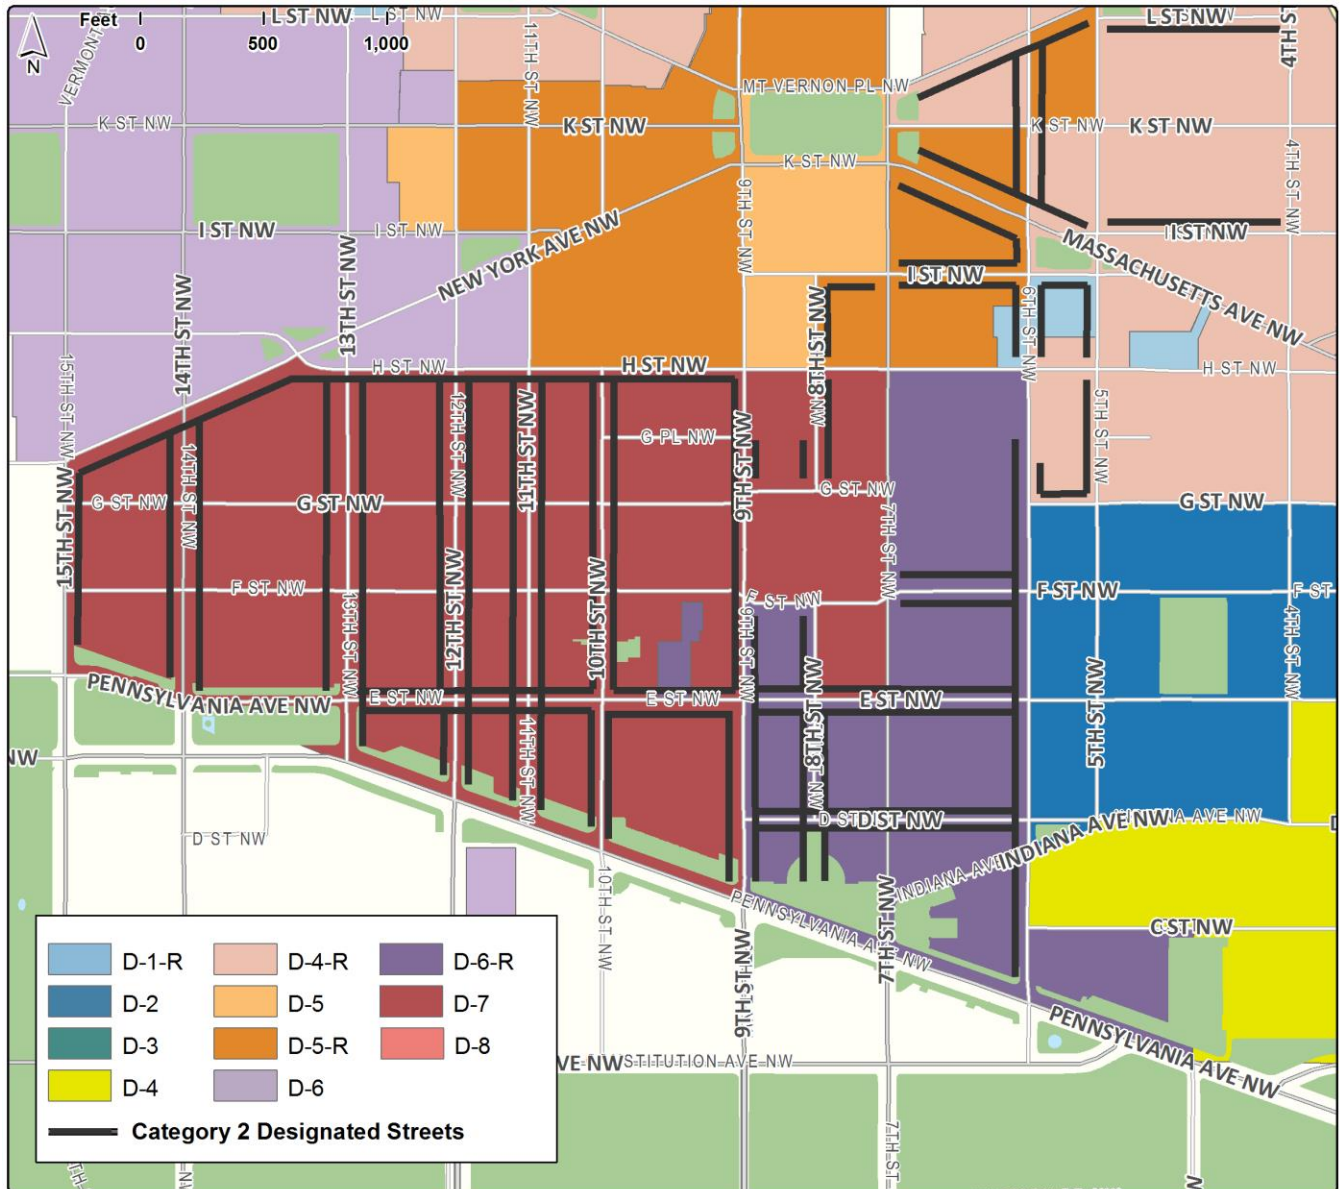 Feet
0 500 1,000
N
L ST NW
L ST NW
L ST NW
11TH ST NW
4TH ST
VERMONT
MT VERNON PL NW
K ST NW
K ST NW
K ST NW
K ST NW
K ST NW
4TH ST NW
9TH ST NW
I ST NW
I ST NW
I ST NW
NEW YORK AVE NW
MASSACHUSETTS AVE NW
I ST NW
13TH ST NW
14TH ST NW
8TH ST NW
6TH ST NW
15TH ST NW
H ST NW
H ST NW
H ST NW
12TH ST NW
11TH ST NW
5TH ST NW
G PL NW
9TH ST NW
14TH ST NW
15TH ST NW
G ST NW
G ST NW
G ST NW
G ST NW
7TH ST NW
12TH ST NW
10TH ST NW
F ST NW
F ST NW
F ST NW
F ST
13TH ST NW
9TH ST NW
4TH ST NW
8TH ST NW
5TH ST NW
PENNSYLVANIA AVE NW
E ST NW
E ST NW
E ST NW
11TH ST NW
NW
D ST NW
D ST NW
INDIANA AVE NW
INDIANA AVE
10TH ST NW
PENNSYLVANIA AVE NW
7TH ST NW
9TH ST NW
C ST NW
PENNSYLVANIA AVE NW
VE NW STITUTION AVE NW
7TH ST
D-1-R D-4-R D-6-R
D-2 D-5 D-7
D-3 D-5-R D-8
D-4 D-6
Category 2 Designated Streets